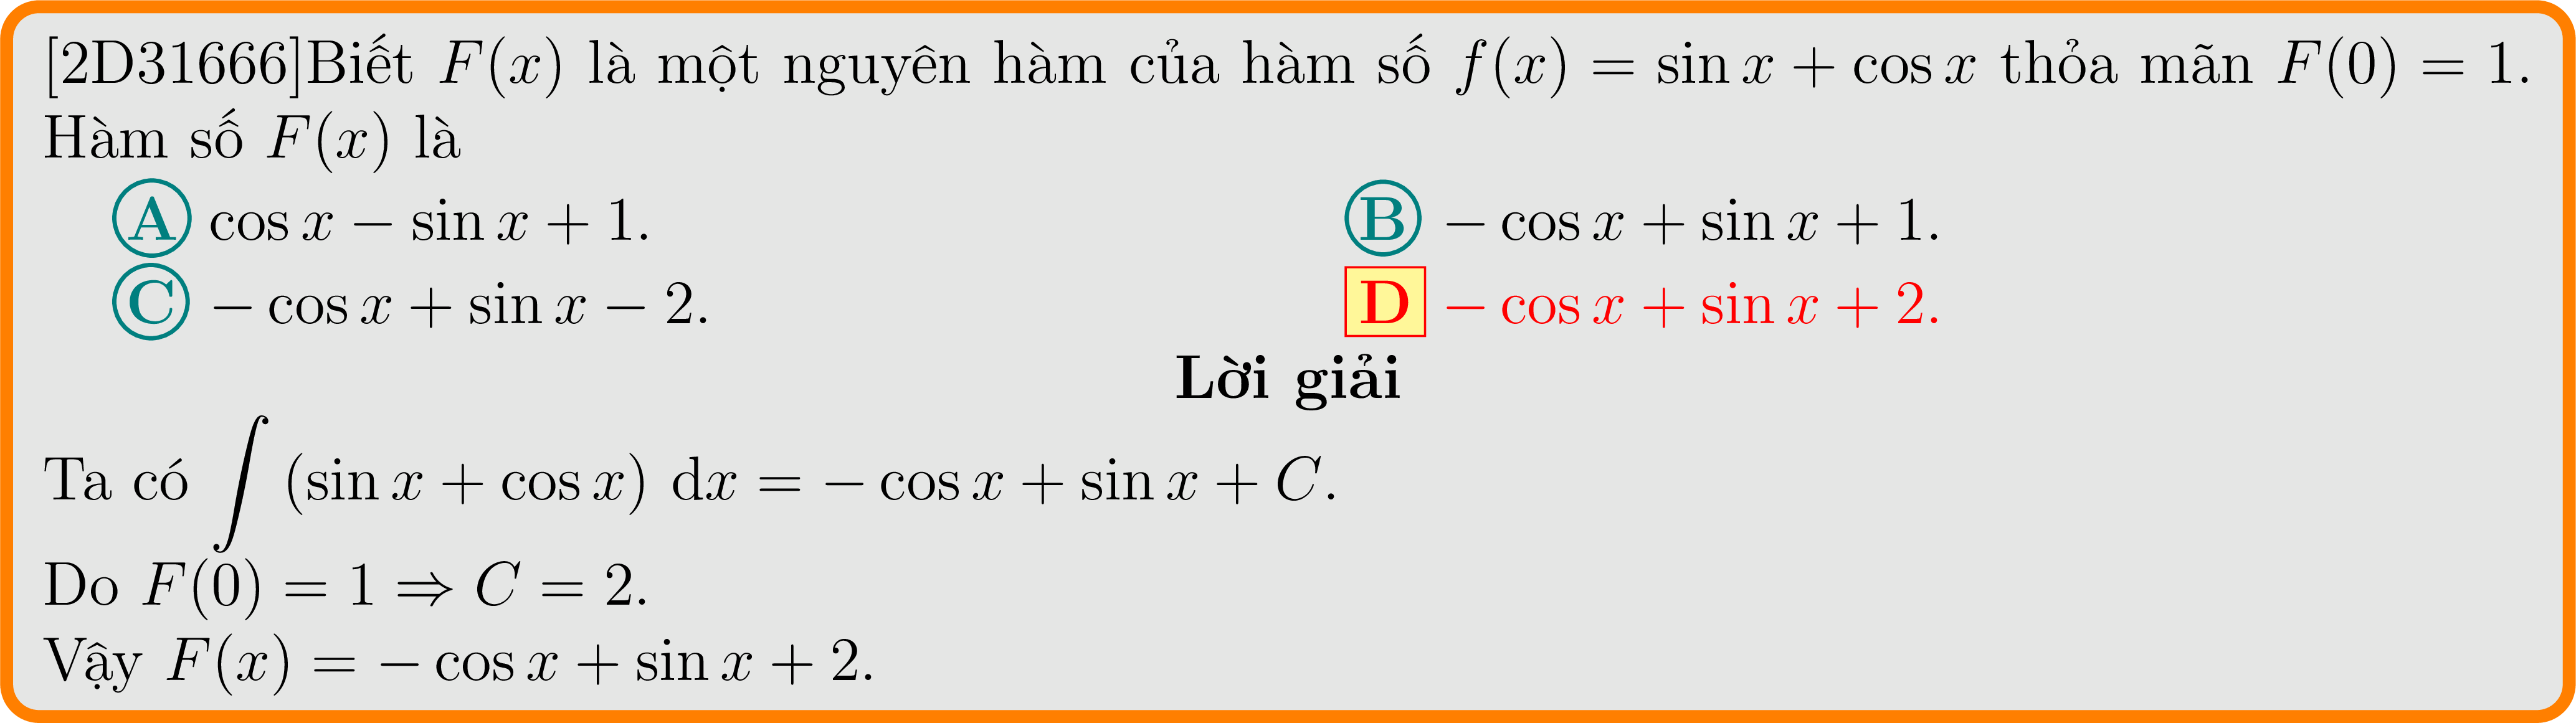 [2D31666]Biết F(x) là một nguyên hàm của hàm số f(x) = sin x + cos x thỏa mãn F(0) = 1.
Hàm số F(x) là
A cos x − sin x + 1.
B − cos x + sin x + 1.
C − cos x + sin x − 2.
D − cos x + sin x + 2.
Lời giải
Ta có ∫ (sin x + cos x) dx = − cos x + sin x + C.
Do F(0) = 1 ⇒ C = 2.
Vậy F(x) = − cos x + sin x + 2.